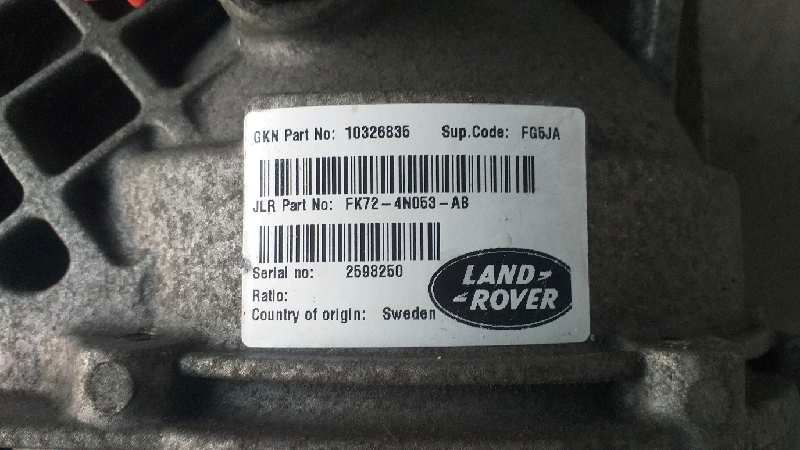 GKN Part No: 10326835 Sup.Code: FG5JA
JLR Part No: FK72-4N053-AB
Serial no: 2598250
Ratio:
Country of origin: Sweden
LAND-
-ROVER